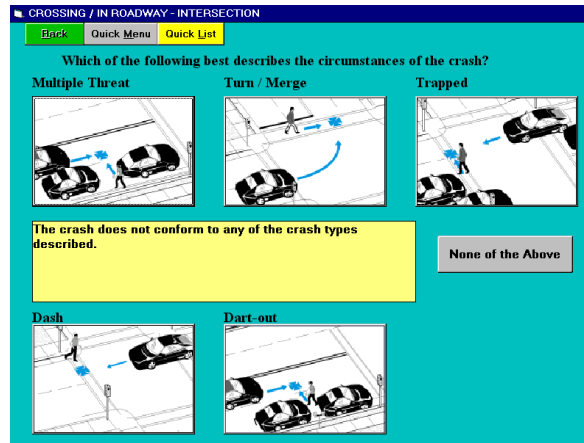 CROSSING / IN ROADWAY - INTERSECTION
Back Quick Menu Quick List
Which of the following best describes the circumstances of the crash?
Multiple Threat Turn / Merge Trapped
The crash does not conform to any of the crash types
described.
None of the Above
Dash Dart-out